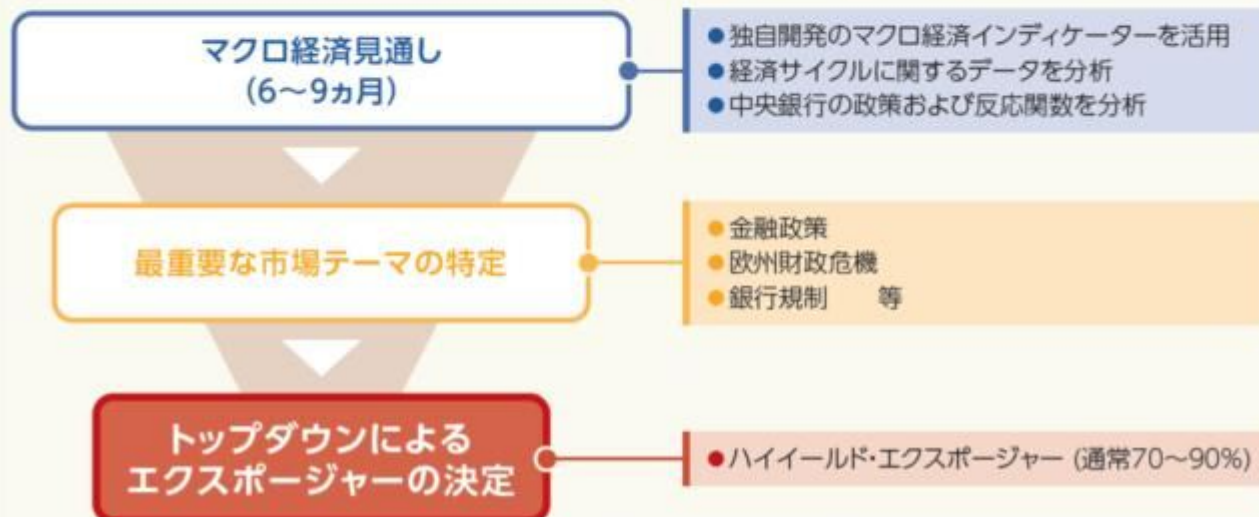 マクロ経済見通し
(6〜9ヵ月)
●独自開発のマクロ経済インディケーターを活用
●経済サイクルに関するデータを分析
●中央銀行の政策および反応関数を分析
最重要な市場テーマの特定
●金融政策
●欧州財政危機
●銀行規制　　等
トップダウンによる
エクスポージャーの決定
●ハイイールド・エクスポージャー (通常70〜90%)